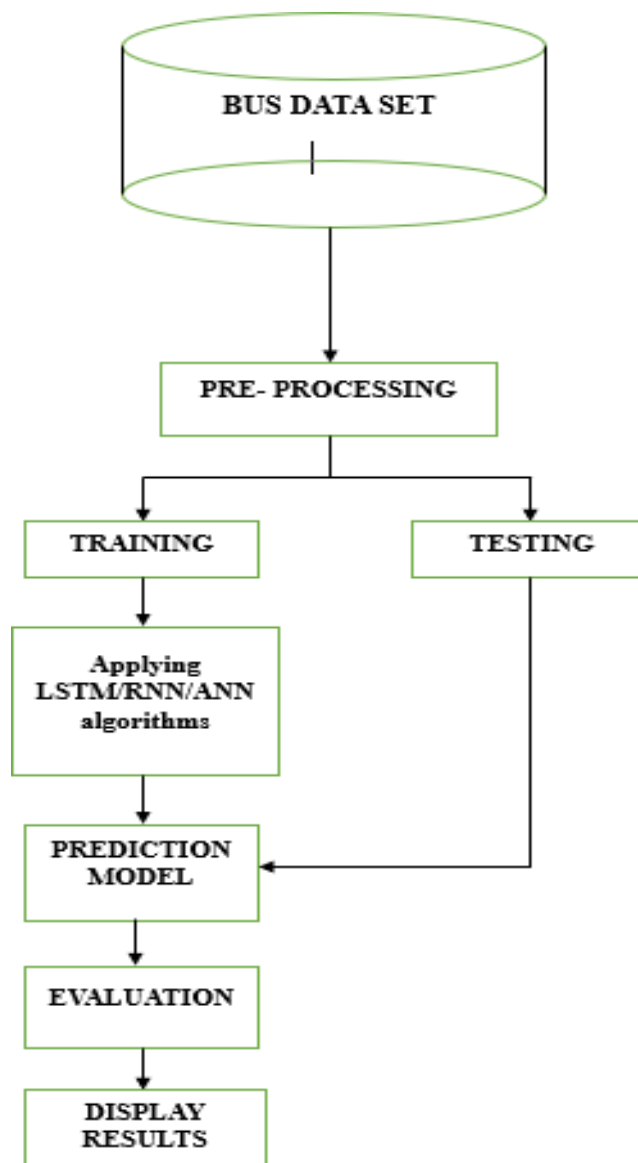 BUS DATA SET
PRE- PROCESSING
TRAINING
TESTING
Applying
LSTM/RNN/ANN
algorithms
PREDICTION
MODEL
EVALUATION
DISPLAY
RESULTS